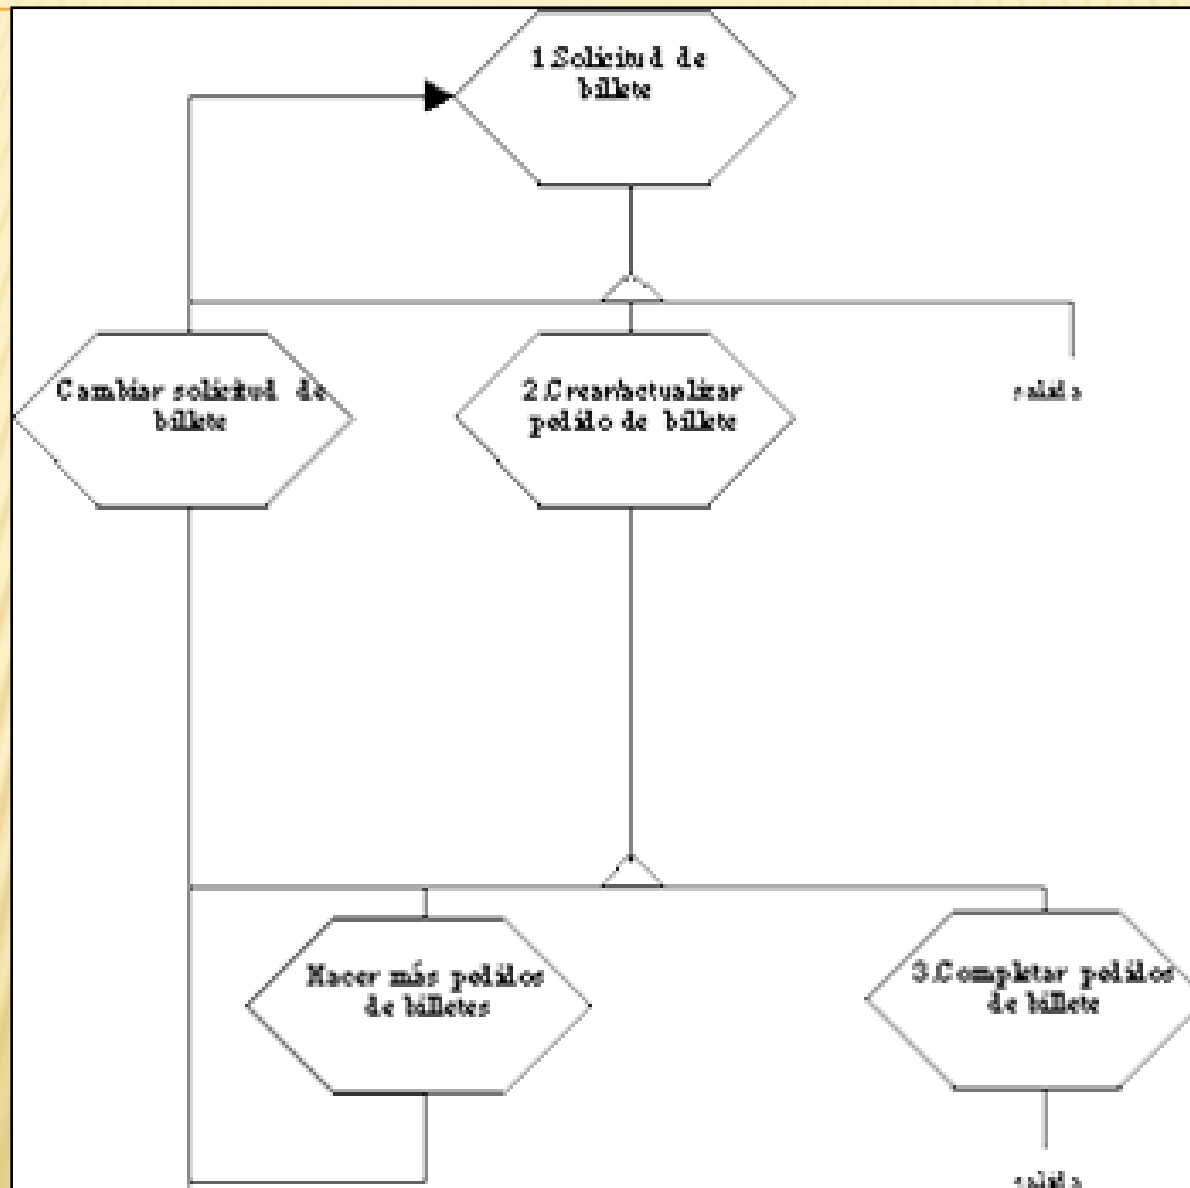 1.Solicitud de
billete
Cambiar solicitud de
billete
2.Crear/actualizar
pedido de billete
salida
Hacer más pedidos
de billetes
3.Completar pedidos
de billete
salida